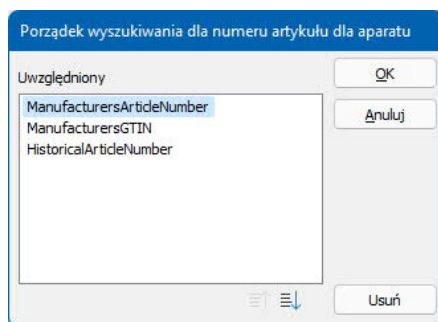 Porządek wyszukiwania dla numeru artykułu dla aparatu
Uwzględniony
OK
Anuluj
ManufacturersArticleNumber
ManufacturersGTIN
HistoricalArticleNumber
Usuń